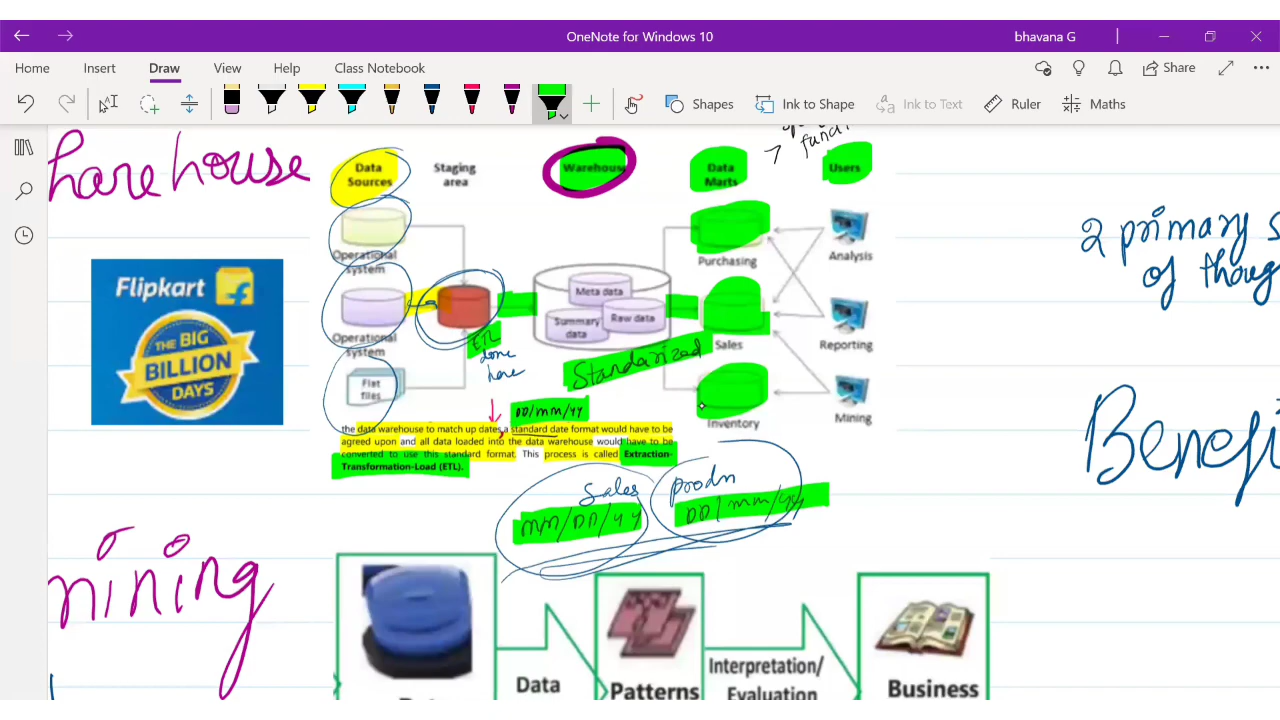 OneNote for Windows 10
bhavana G
Home Insert Draw View Help Class Notebook
Share
Shapes Ink to Shape Ink to Text Ruler Maths
func
harehouse
Data Sources
Staging area
Warehouse
Data Marts
Users
Operational system
Purchasing
Analysis
2 primary s
of thoug
Flipkart
THE BIG
BILLION
DAYS
Meta data
Summary data
Raw data
Operational system
ETL
done
here
Sales
Reporting
Standarized
Flat files
Inventory
Mining
DD/mm/yy
the data warehouse to match up dates, a standard date format would have to be
agreed upon and all data loaded into the data warehouse would have to be
converted to use this standard format. This process is called Extraction-
Transformation-Load (ETL).
Benefi
Sales
MM/DD/yy
prodn
DD/mm/yy
mining
Data
Patterns
Interpretation/
Evaluation
Business